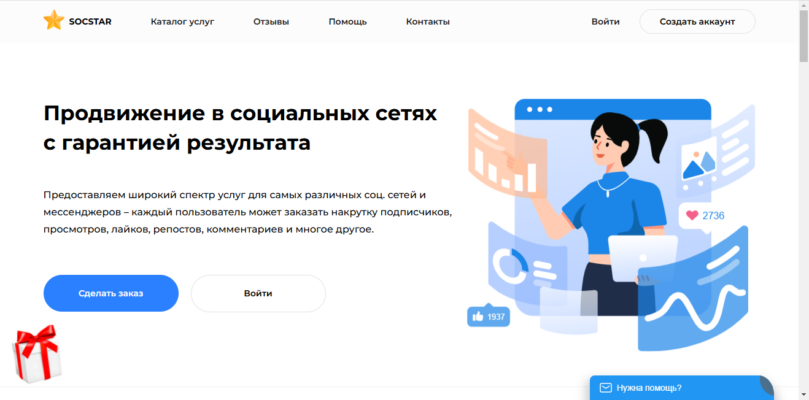 SOCSTAR
Каталог услуг
Отзывы
Помощь
Контакты
Войти
Создать аккаунт
Продвижение в социальных сетях
с гарантией результата
Предоставляем широкий спектр услуг для самых различных соц. сетей и
мессенджеров – каждый пользователь может заказать накрутку подписчиков,
просмотров, лайков, репостов, комментариев и многое другое.
Сделать заказ
Войти
2736
1937
Нужна помощь?